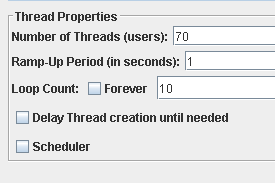 Thread Properties
Number of Threads (users): 70
Ramp-Up Period (in seconds): 1
Loop Count: Forever 10
Delay Thread creation until needed
Scheduler